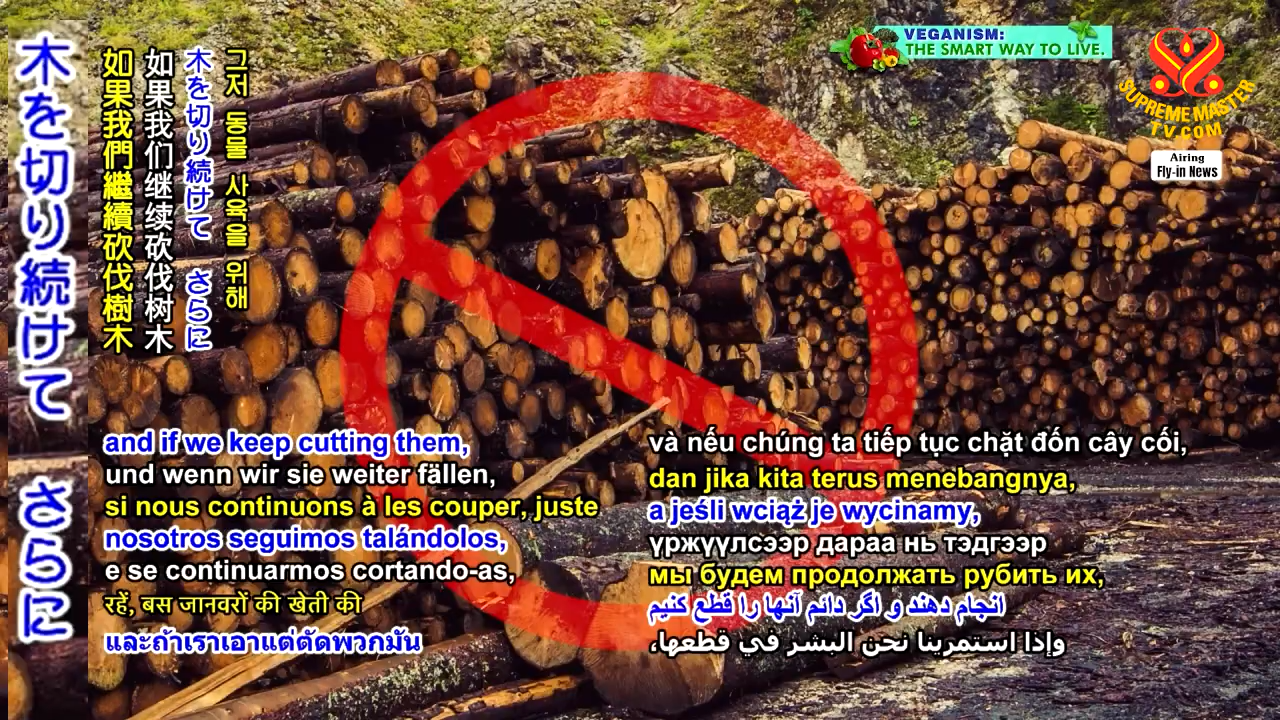 木を切り続けて さらに
如果我們繼續砍伐樹木
如果我们继续砍伐树木
木を切り続けて さらに
그저 동물 사육을 위해
VEGANISM:
THE SMART WAY TO LIVE.
SUPREME MASTER
TV.COM
Airing
Fly-in News
and if we keep cutting them,
und wenn wir sie weiter fällen,
si nous continuons à les couper, juste
nosotros seguimos talándolos,
e se continuarmos cortando-as,
रहें, बस जानवरों की खेती की
และถ้าเราเอาแต่ตัดพวกมัน
và nếu chúng ta tiếp tục chặt đốn cây cối,
dan jika kita terus menebangnya,
a jeśli wciąż je wycinamy,
үржүүлсээр дараа нь тэдгээр
мы будем продолжать рубить их,
انجام دهند و اگر دائم آنها را قطع کنیم
وإذا استمرينا نحن البشر في قطعها،